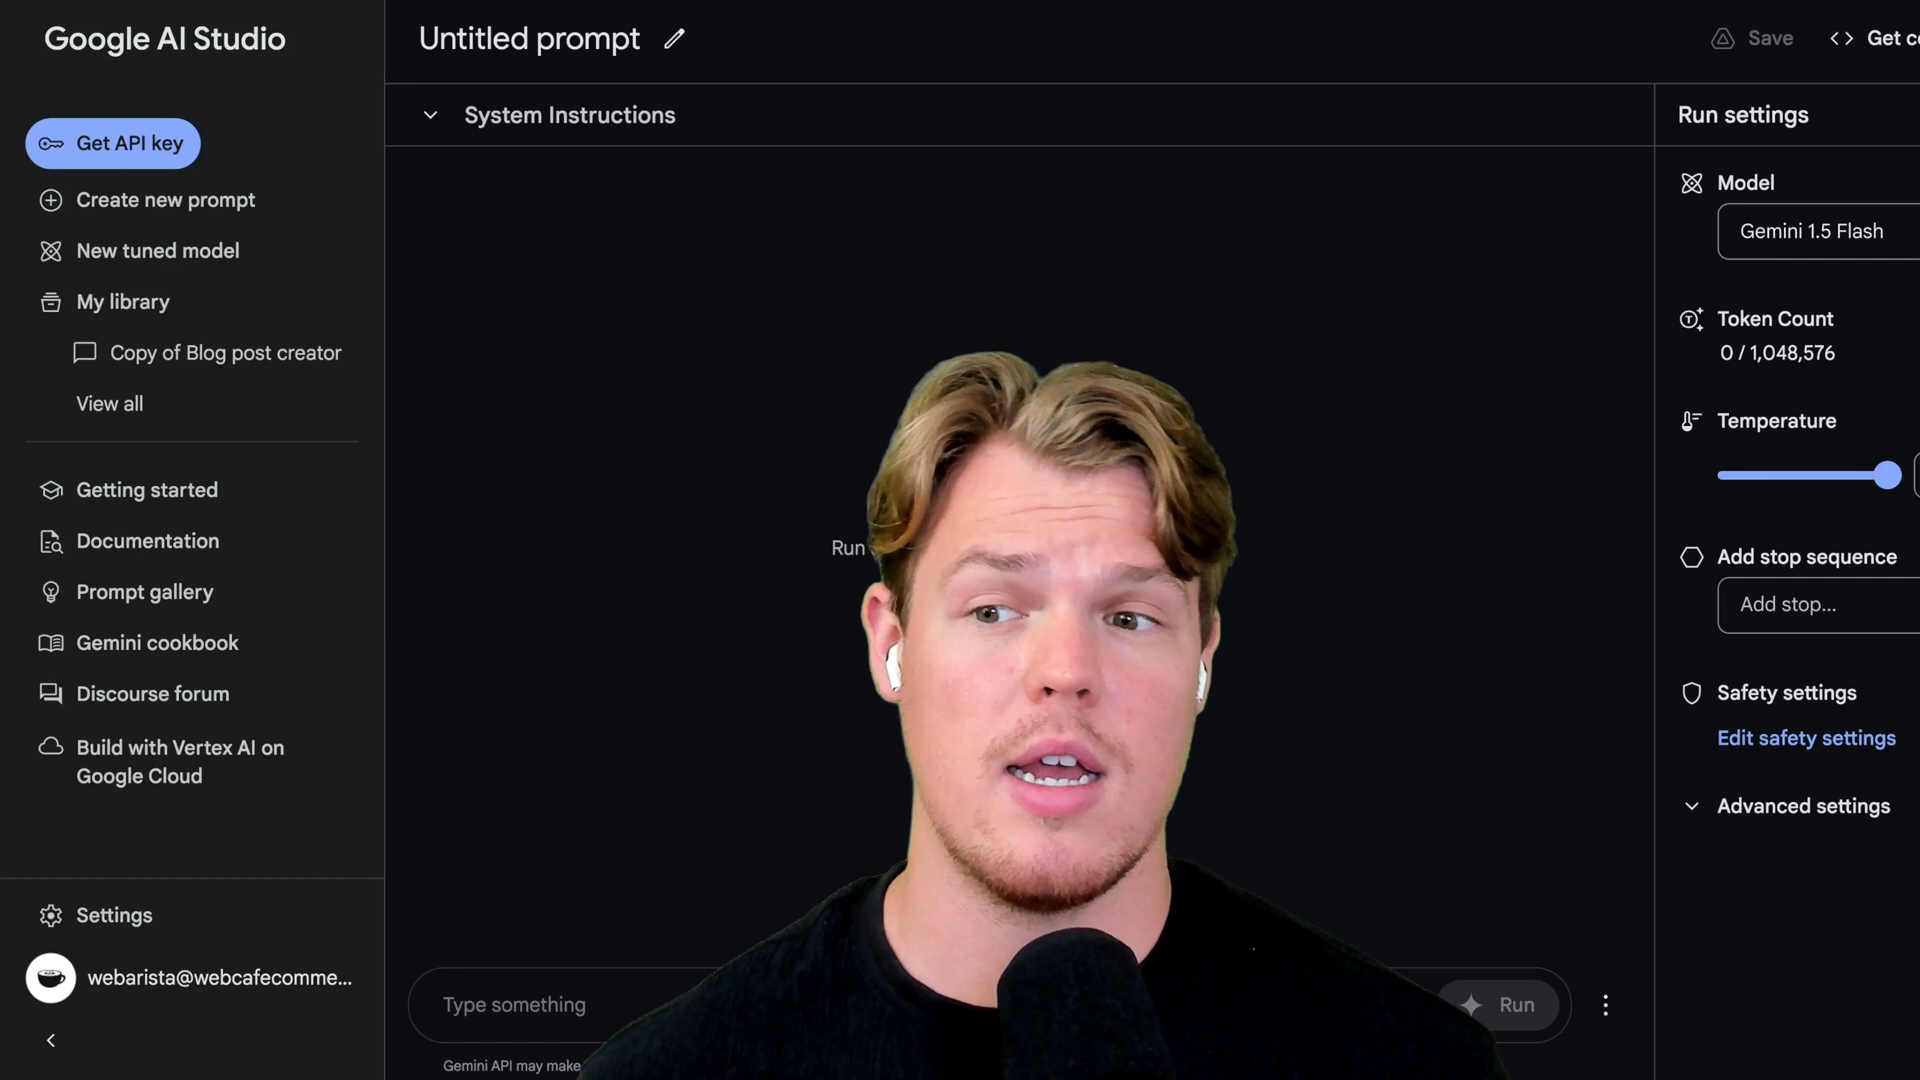 Google AI Studio
Get API key
Create new prompt
New tuned model
My library
Copy of Blog post creator
View all
Getting started
Documentation
Prompt gallery
Gemini cookbook
Discourse forum
Build with Vertex AI on
Google Cloud
Settings
webarista@webcafecomme...
Untitled prompt
Save
Get
System Instructions
Run
Type something
Run
Gemini API may make
Run settings
Model
Gemini 1.5 Flash
Token Count
0 / 1,048,576
Temperature
Add stop sequence
Add stop...
Safety settings
Edit safety settings
Advanced settings